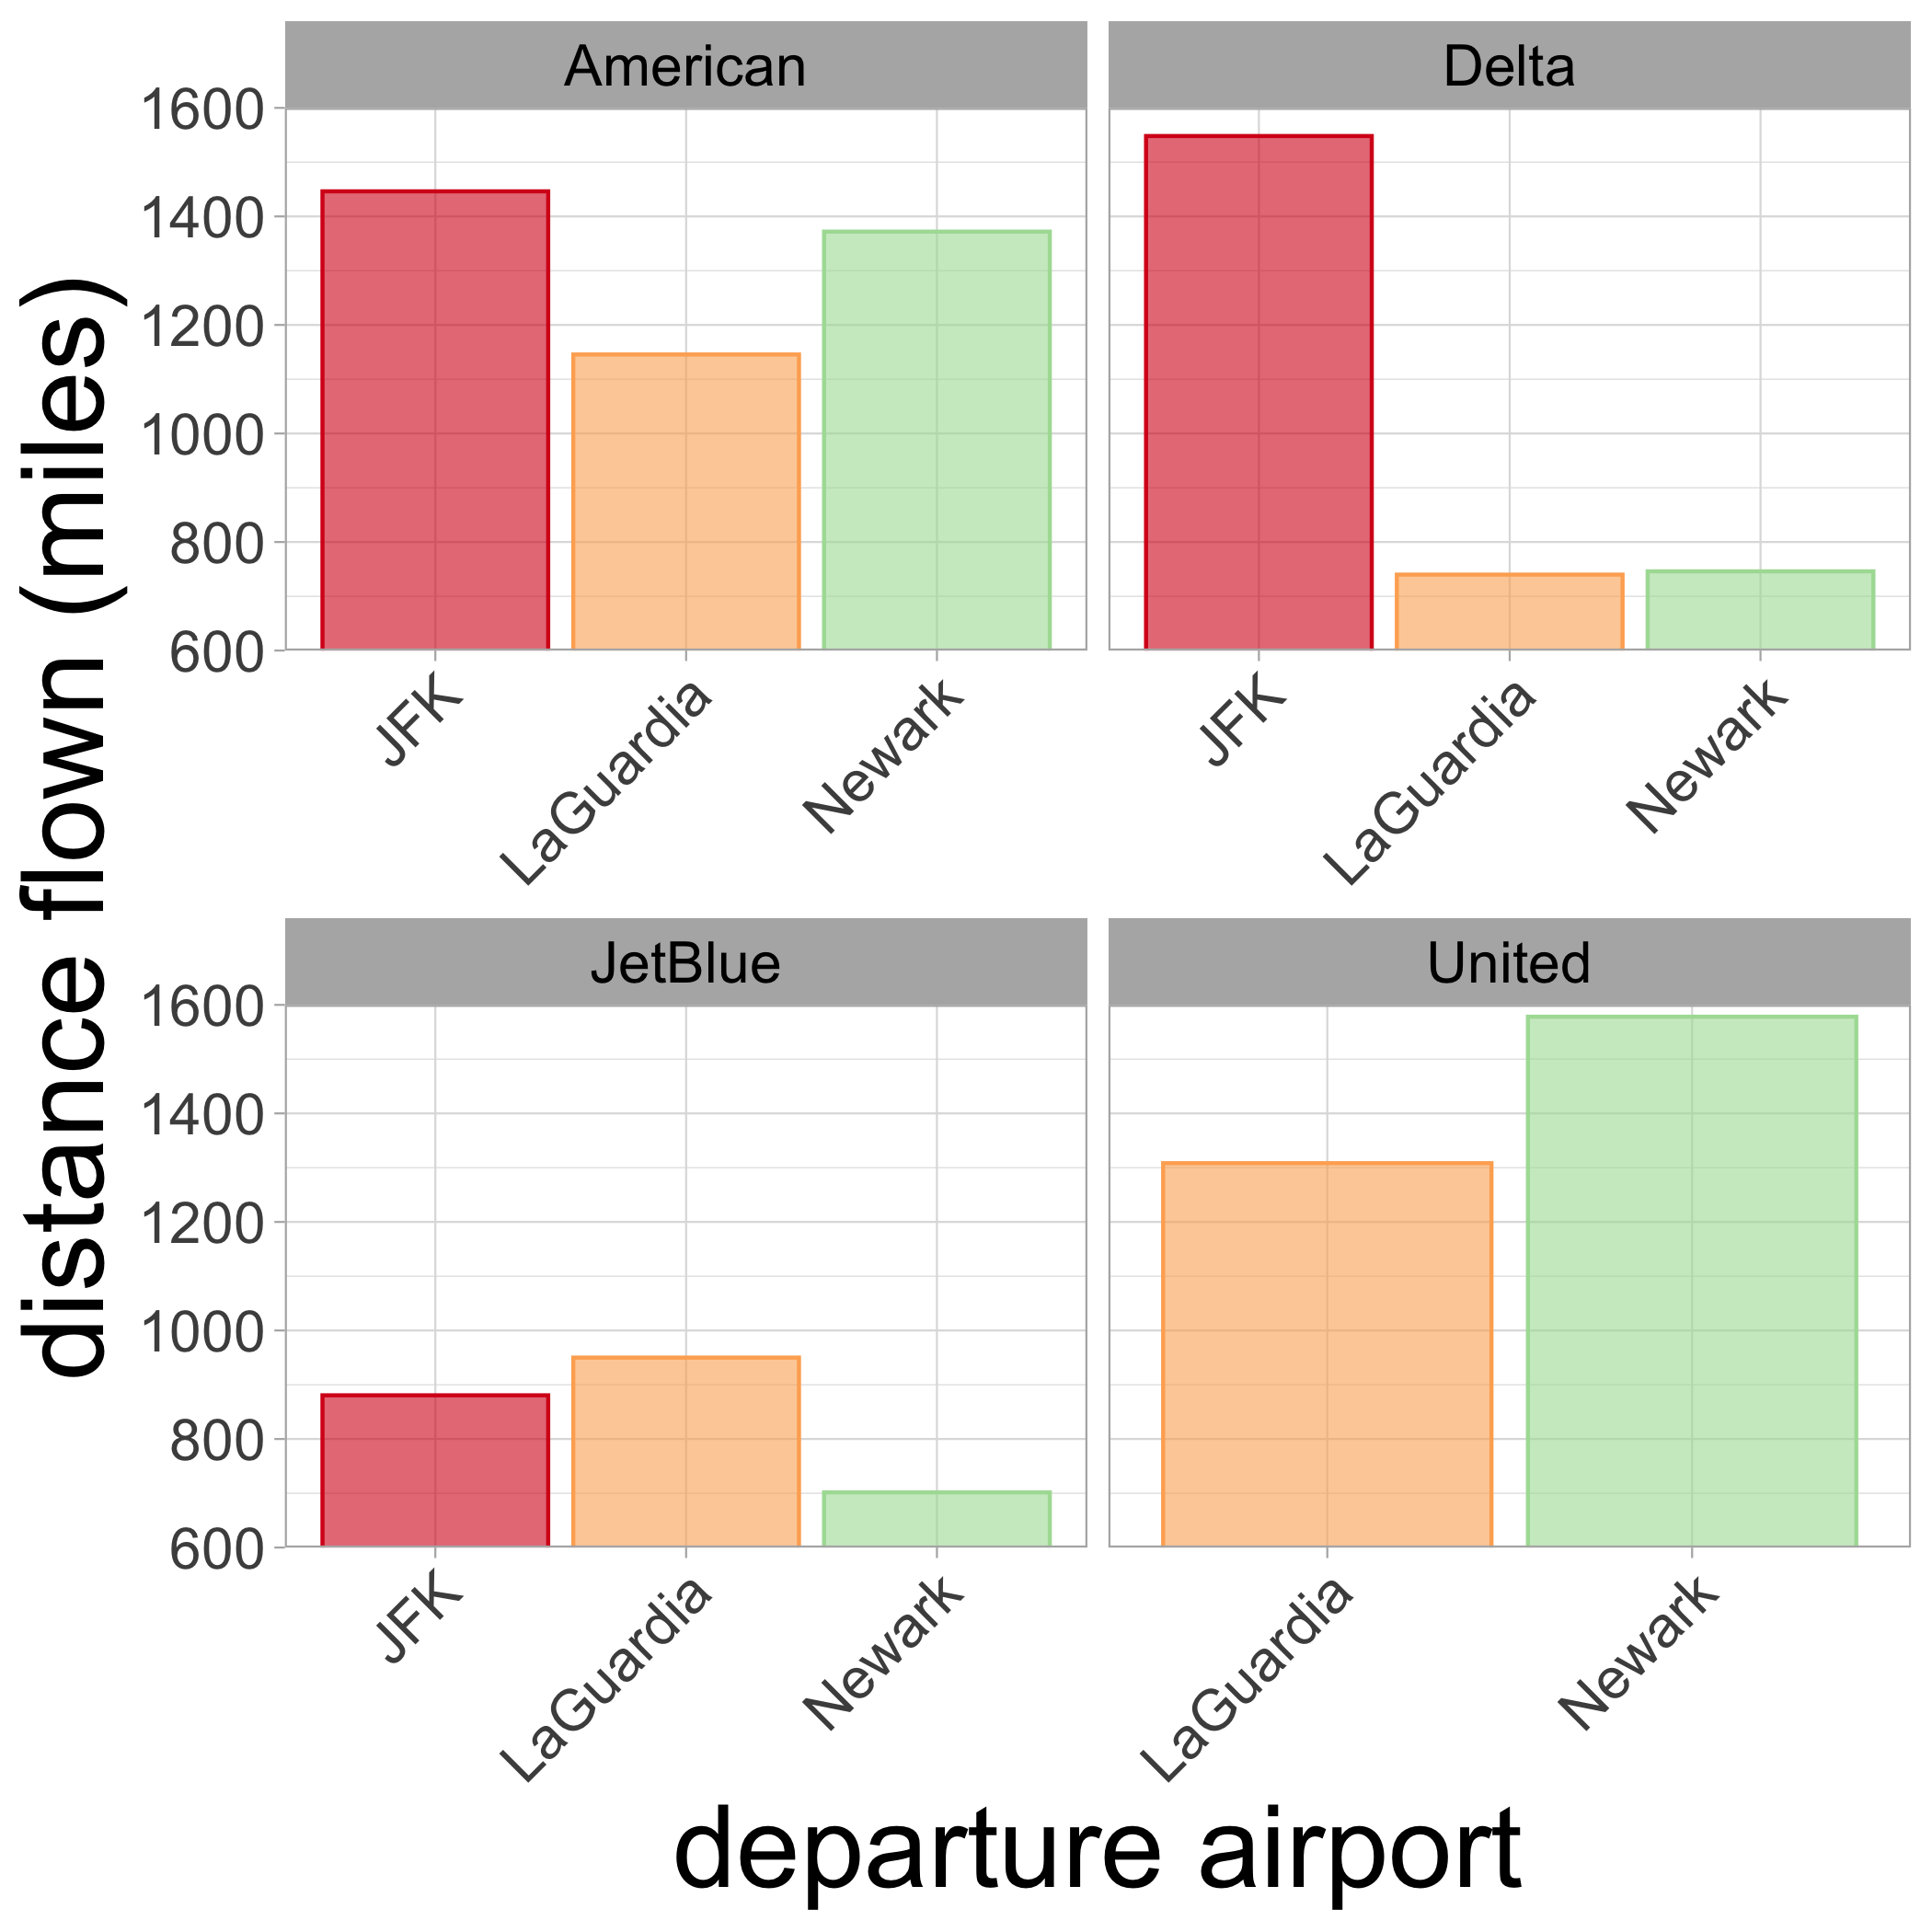 American
Delta
1600
1400
1200
1000
800
600
JFK
LaGuardia
Newark
JFK
LaGuardia
Newark
distance flown (miles)
JetBlue
United
1600
1400
1200
1000
800
600
JFK
LaGuardia
Newark
LaGuardia
Newark
departure airport